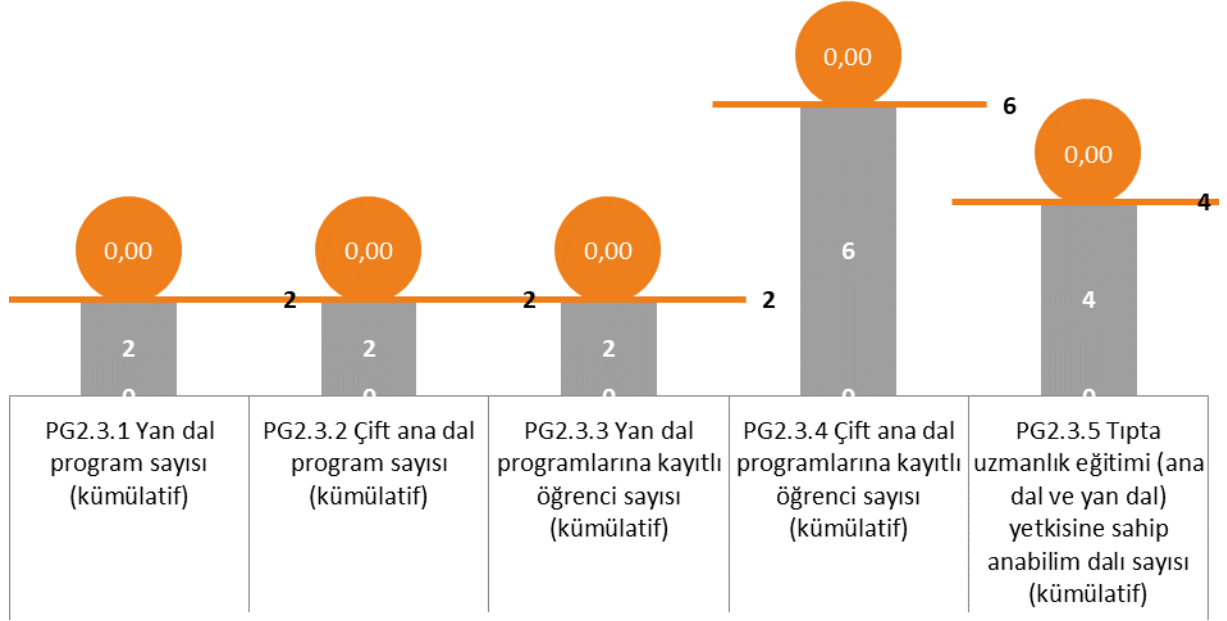 0,00
6
0,00
4
0,00
0,00
0,00
6
4
2
2
2
2
2
2
0
0
0
0
0
PG2.3.1 Yan dal
program sayısı
(kümülatif)
PG2.3.2 Çift ana dal
program sayısı
(kümülatif)
PG2.3.3 Yan dal
programlarına kayıtlı
öğrenci sayısı
(kümülatif)
PG2.3.4 Çift ana dal
programlarına kayıtlı
öğrenci sayısı
(kümülatif)
PG2.3.5 Tıpta
uzmanlık eğitimi (ana
dal ve yan dal)
yetkisine sahip
anabilim dalı sayısı
(kümülatif)